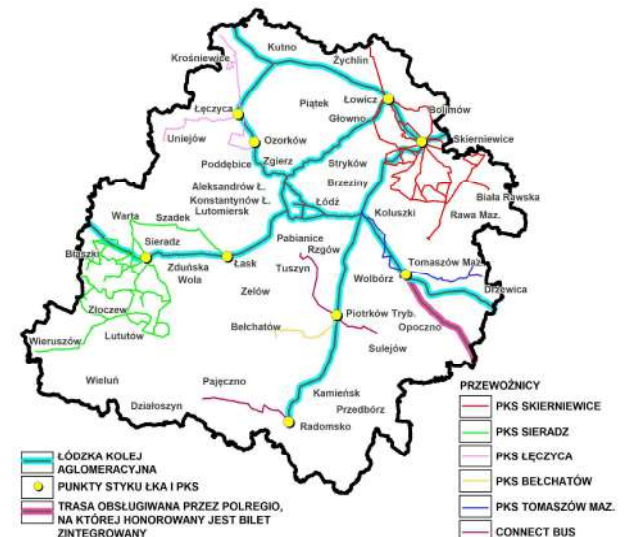 Kutno
Żychlin
Krośniewice
Piątek
Łowicz
Łęczyca
Głowno
Bolimów
Uniejów
Ozorków
Skierniewice
Zgierz
Stryków
Poddębice
Aleksandrów Ł.
Brzeziny
Konstantynów Ł.
Biała Rawska
Lutomiersk
Łódź
Rawa Maz.
Warta
Szadek
Koluszki
Pabianice
Błaszki
Sieradz
Rzgów
Łask
Tomaszów Maz.
Zduńska
Wola
Tuszyn
Wolbórz
Drzewica
Zelów
Złoczew
Piotrków Tryb.
Bełchatów
Opoczno
Lututów
Wieruszów
Sulejów
Wieluń
Pajęczno
Kamieńsk
Działoszyn
Przedbórz
Radomsko
ŁÓDZKA KOLEJ
AGLOMERACYJNA
PUNKTY STYKU ŁKA I PKS
TRASA OBSŁUGIWANA PRZEZ POLREGIO,
NA KTÓREJ HONOROWANY JEST BILET
ZINTEGROWANY
PRZEWOŹNICY
PKS SKIERNIEWICE
PKS SIERADZ
PKS ŁĘCZYCA
PKS BEŁCHATÓW
PKS TOMASZÓW MAZ.
CONNECT BUS